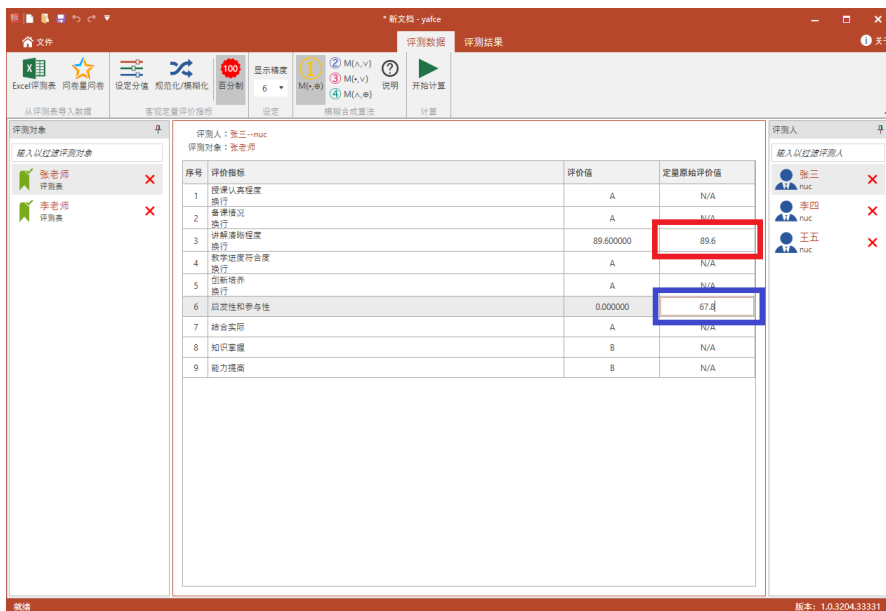 * 新文档 - yafce
文件
评测数据 评测结果
Excel评测表 问卷星问卷 设定分值 规范化/模糊化 100 百分制 显示精度 6 ① M(•,⊕) ② M(∧,∨) ③ M(•,∨) ④ M(∧,⊕) 说明 开始计算
从评测表导入数据 客观定量评价指标 设定 模糊合成算法 计算
评测对象
输入以过滤评测对象
张老师
评测表
李老师
评测表
评测人：张三--nuc
评测对象：张老师
序号 评价指标 评价值 定量原始评价值
1 授课认真程度
换行 A N/A
2 备课情况
换行 A N/A
3 讲解清晰程度
换行 89.600000 89.6
4 教学进度符合度
换行 A N/A
5 创新培养
换行 A N/A
6 启发性和参与性 0.000000 67.8
7 结合实际 A N/A
8 知识掌握 B N/A
9 能力提高 B N/A
评测人
输入以过滤评测人
张三
nuc
李四
nuc
王五
nuc
就绪
版本：1.0.3204.33331